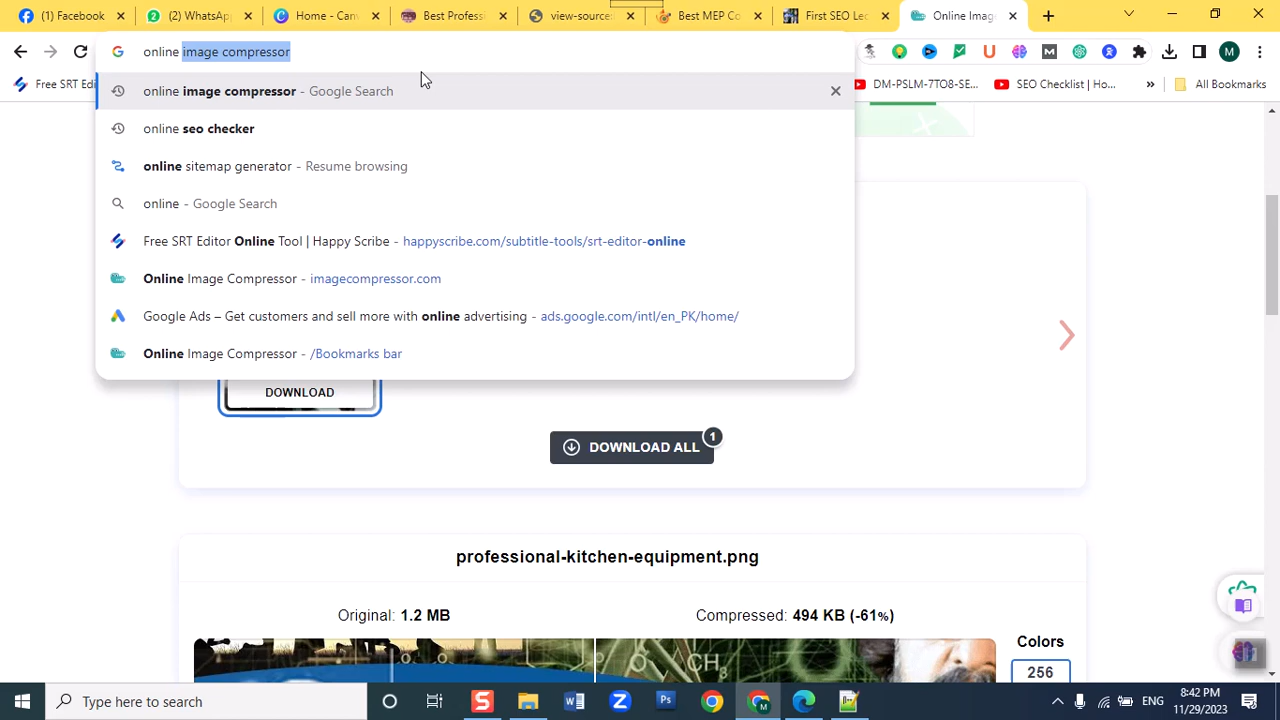 (1) Facebook
(2) WhatsApp
Home - Can
Best Profess
view-source
Best MEP Co
First SEO Le
Online Imag
online image compressor
Free SRT Edi
DM-PSLM-7TO8-SE...
SEO Checklist | Ho...
»
All Bookmarks
online image compressor - Google Search
online seo checker
online sitemap generator - Resume browsing
online - Google Search
Free SRT Editor Online Tool | Happy Scribe - happyscribe.com/subtitle-tools/srt-editor-online
Online Image Compressor - imagecompressor.com
Google Ads – Get customers and sell more with online advertising - ads.google.com/intl/en_PK/home/
Online Image Compressor - /Bookmarks bar
DOWNLOAD
DOWNLOAD ALL 1
professional-kitchen-equipment.png
Original: 1.2 MB
Compressed: 494 KB (-61%)
Colors
256
Type here to search
ENG
8:42 PM
11/29/2023